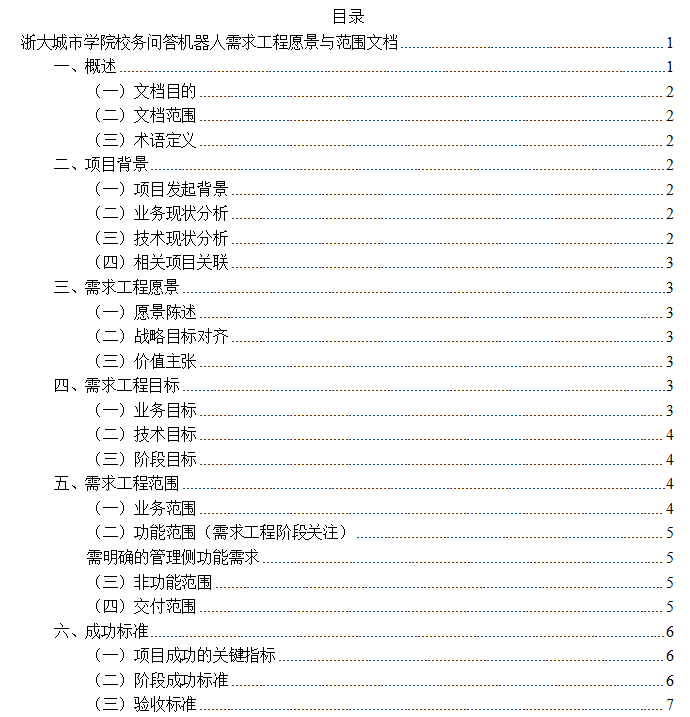 目录
浙大城市学院校务问答机器人需求工程愿景与范围文档 1
一、概述 1
（一）文档目的 2
（二）文档范围 2
（三）术语定义 2
二、项目背景 2
（一）项目发起背景 2
（二）业务现状分析 2
（三）技术现状分析 2
（四）相关项目关联 3
三、需求工程愿景 3
（一）愿景陈述 3
（二）战略目标对齐 3
（三）价值主张 3
四、需求工程目标 3
（一）业务目标 3
（二）技术目标 4
（三）阶段目标 4
五、需求工程范围 4
（一）业务范围 4
（二）功能范围（需求工程阶段关注） 5
需明确的管理侧功能需求 5
（三）非功能范围 5
（四）交付范围 5
六、成功标准 6
（一）项目成功的关键指标 6
（二）阶段成功标准 6
（三）验收标准 7